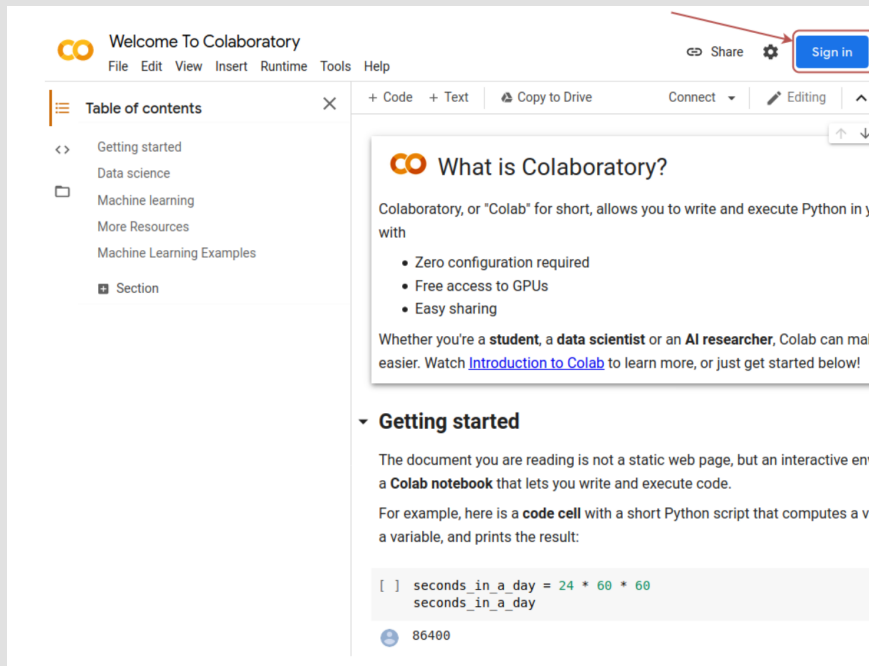 Welcome To Colaboratory
File Edit View Insert Runtime Tools Help
Share
Sign in
Table of contents
Getting started
Data science
Machine learning
More Resources
Machine Learning Examples
Section
+ Code + Text Copy to Drive Connect Editing
What is Colaboratory?
Colaboratory, or "Colab" for short, allows you to write and execute Python in
with
• Zero configuration required
• Free access to GPUs
• Easy sharing
Whether you're a student, a data scientist or an AI researcher, Colab can
easier. Watch Introduction to Colab to learn more, or just get started below!
Getting started
The document you are reading is not a static web page, but an interactive
a Colab notebook that lets you write and execute code.
For example, here is a code cell with a short Python script that computes a
a variable, and prints the result:
[ ] seconds_in_a_day = 24 * 60 * 60
seconds_in_a_day
86400